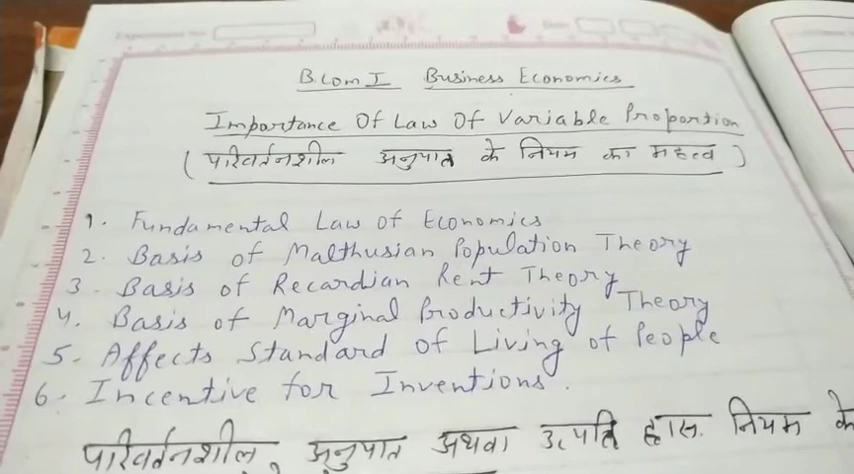 B.Com I Business Economics
Importance Of Law Of Variable Proportion
(परिवर्तनशील अनुपात के नियम का महत्व)
1. Fundamental Law of Economics
2. Basis of Malthusian Population Theory
3. Basis of Recardian Rent Theory
4. Basis of Marginal Productivity Theory
5. Affects Standard of Living of People
6. Incentive for Inventions.
परिवर्तनशील अनुपात अथवा उत्पत्ति ह्रास नियम के